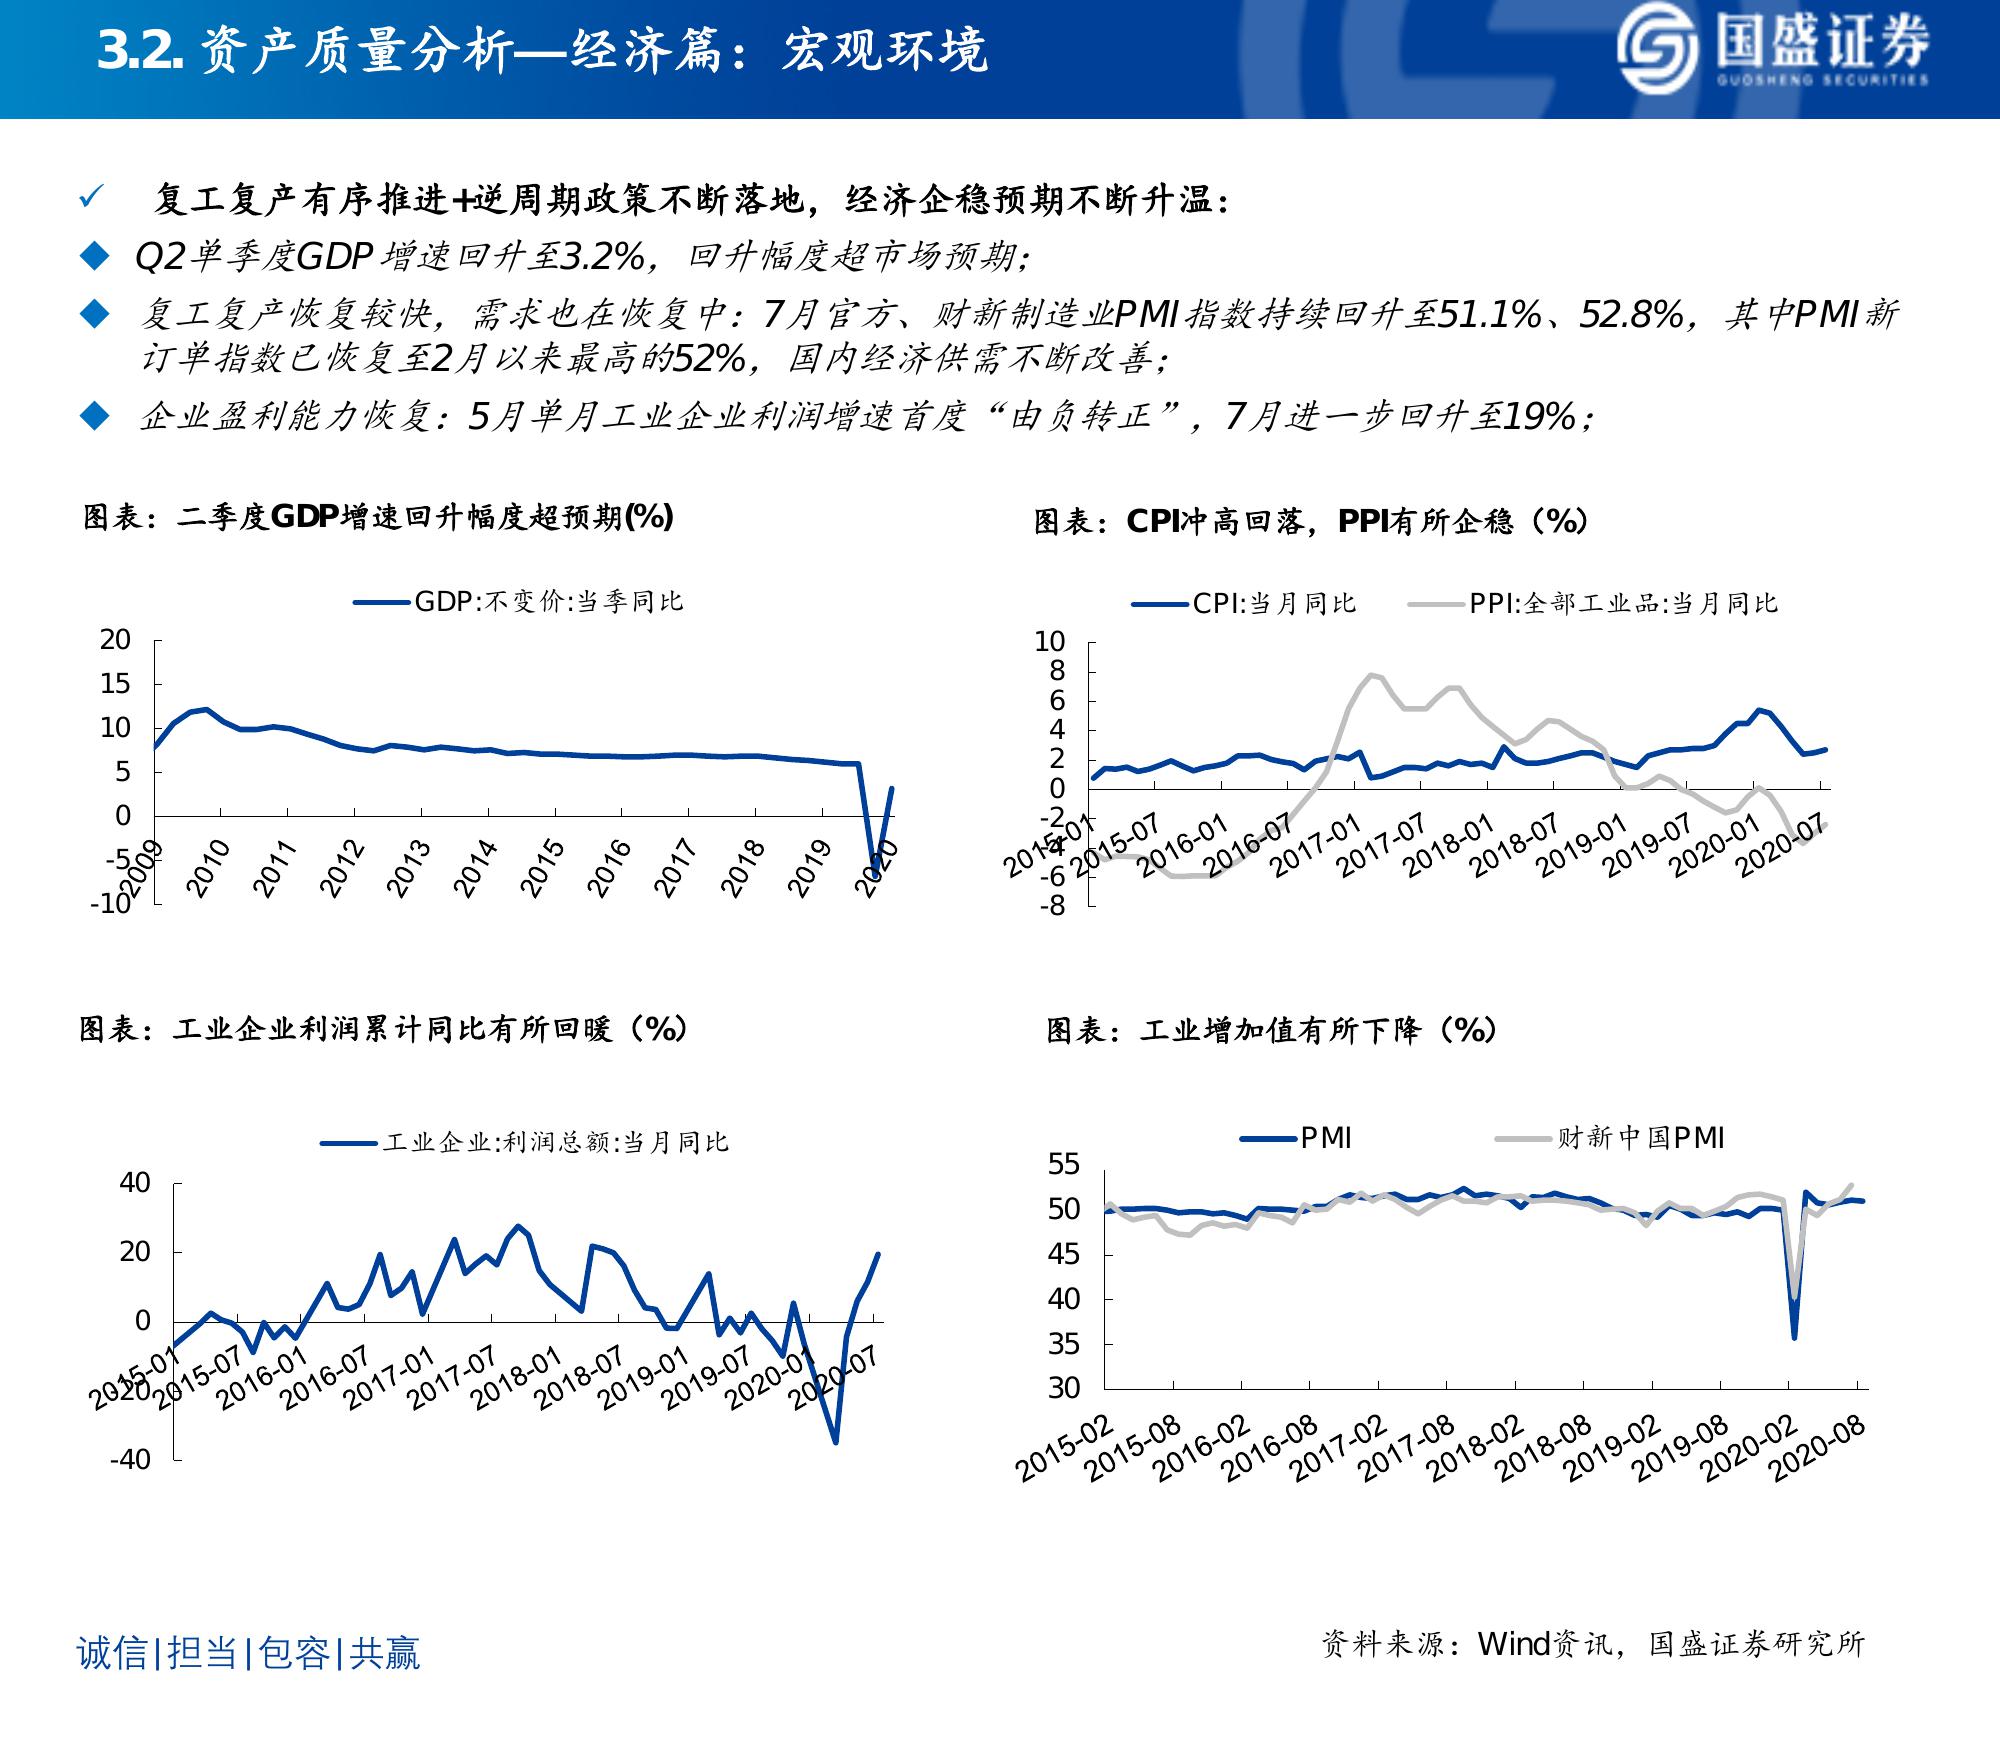 3.2. 资产质量分析—经济篇：宏观环境
国盛证券
GUOSHENG SECURITIES
✓ 复工复产有序推进+逆周期政策不断落地，经济企稳预期不断升温：
◆ Q2单季度GDP增速回升至3.2%，回升幅度超市场预期；
◆ 复工复产恢复较快，需求也在恢复中：7月官方、财新制造业PMI指数持续回升至51.1%、52.8%，其中PMI新
订单指数已恢复至2月以来最高的52%，国内经济供需不断改善；
◆ 企业盈利能力恢复：5月单月工业企业利润增速首度“由负转正”，7月进一步回升至19%；
图表：二季度GDP增速回升幅度超预期(%)
GDP:不变价:当季同比
20
15
10
5
0
-5
-10
2009 2010 2011 2012 2013 2014 2015 2016 2017 2018 2019 2020
图表：CPI冲高回落，PPI有所企稳（%）
CPI:当月同比 PPI:全部工业品:当月同比
10
8
6
4
2
0
-2
-4
-6
-8
2015-01 2015-07 2016-01 2016-07 2017-01 2017-07 2018-01 2018-07 2019-01 2019-07 2020-01 2020-07
图表：工业企业利润累计同比有所回暖（%）
工业企业:利润总额:当月同比
40
20
0
-20
-40
2015-01 2015-07 2016-01 2016-07 2017-01 2017-07 2018-01 2018-07 2019-01 2019-07 2020-01 2020-07
图表：工业增加值有所下降（%）
PMI 财新中国PMI
55
50
45
40
35
30
2015-02 2015-08 2016-02 2016-08 2017-02 2017-08 2018-02 2018-08 2019-02 2019-08 2020-02 2020-08
诚信|担当|包容|共赢
资料来源：Wind资讯，国盛证券研究所